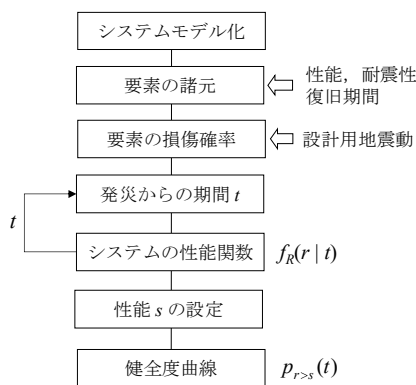 システムモデル化
要素の諸元
性能，耐震性
復旧期間
要素の損傷確率
設計用地震動
発災からの期間 t
t
システムの性能関数
f_R(r | t)
性能 s の設定
健全度曲線
p_{r>s}(t)